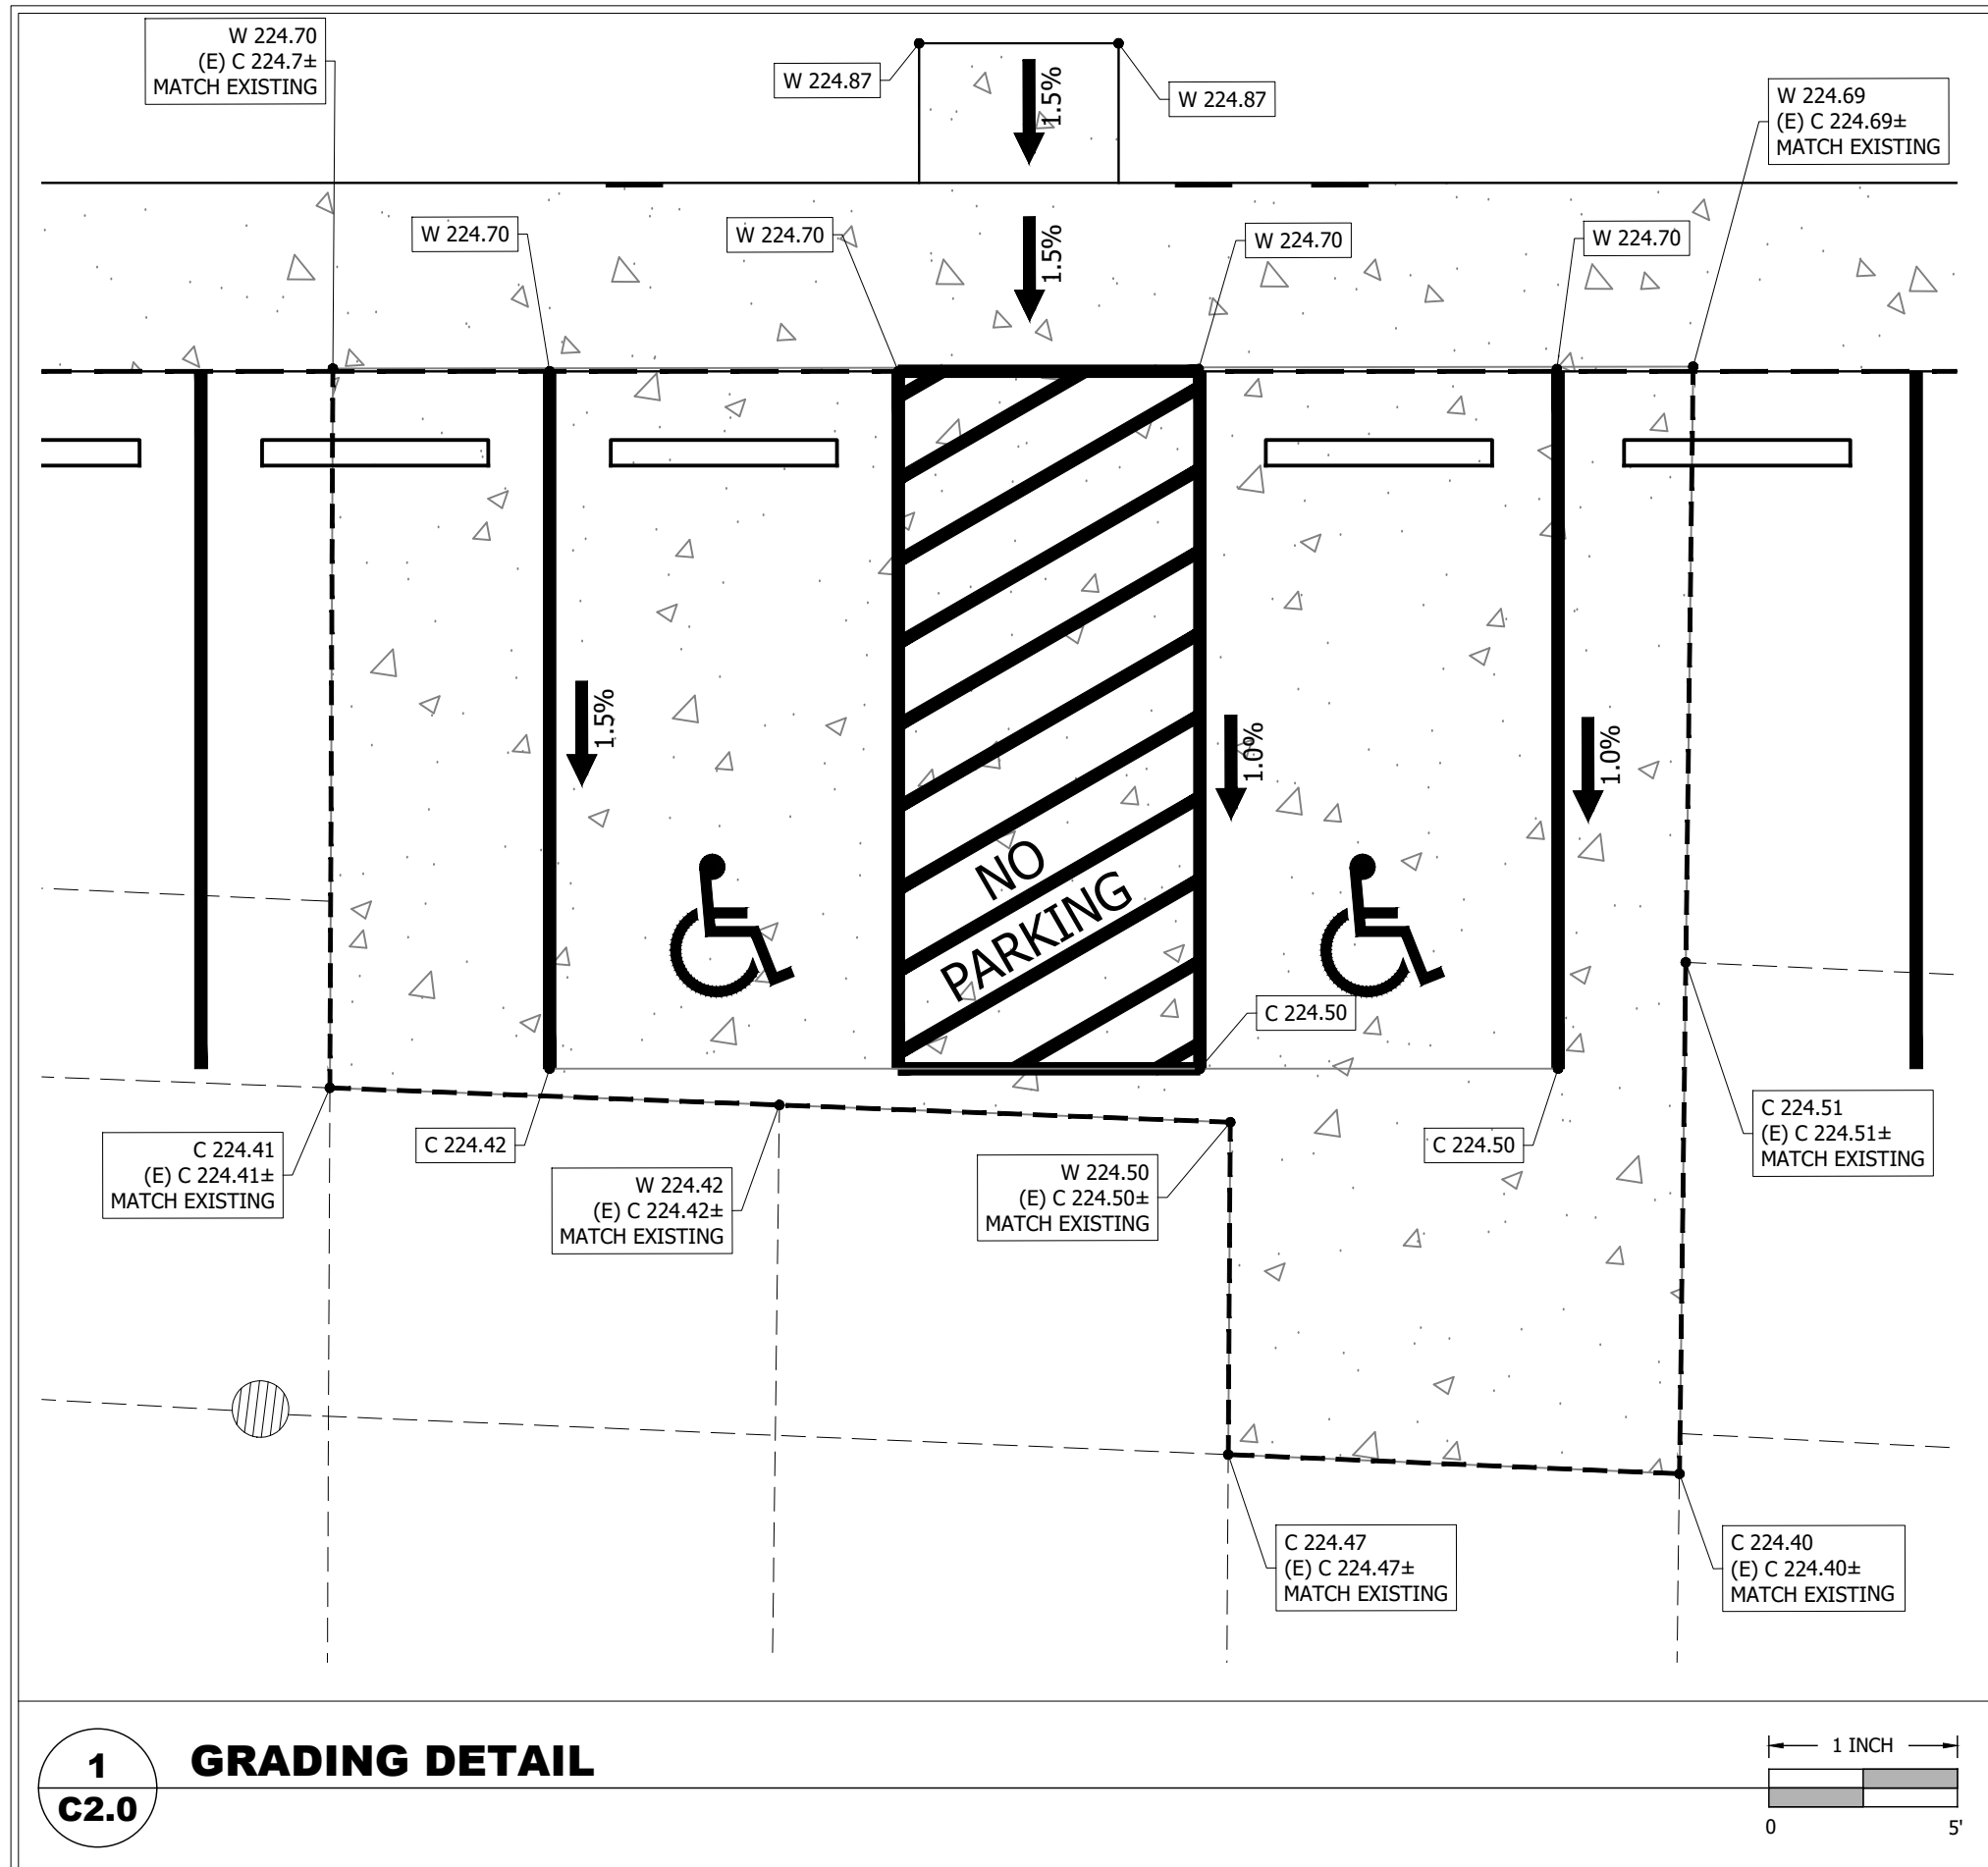 W 224.70
(E) C 224.7±
MATCH EXISTING
W 224.87
1.5%
W 224.87
W 224.69
(E) C 224.69±
MATCH EXISTING
W 224.70
W 224.70
1.5%
W 224.70
W 224.70
1.5%
1.0%
1.0%
NO
PARKING
C 224.50
C 224.41
(E) C 224.41±
MATCH EXISTING
C 224.42
W 224.42
(E) C 224.42±
MATCH EXISTING
W 224.50
(E) C 224.50±
MATCH EXISTING
C 224.50
C 224.51
(E) C 224.51±
MATCH EXISTING
C 224.47
(E) C 224.47±
MATCH EXISTING
C 224.40
(E) C 224.40±
MATCH EXISTING
1
C2.0
GRADING DETAIL
1 INCH
0
5'